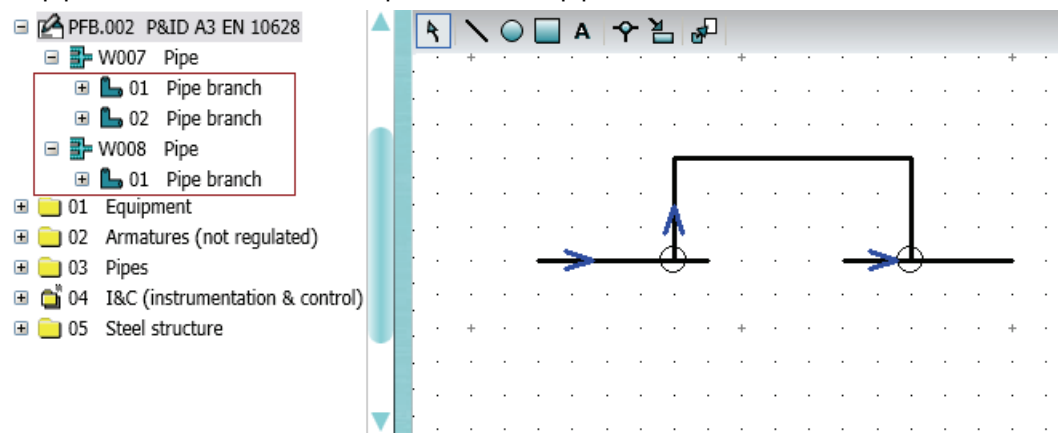 PFB.002 P&ID A3 EN 10628
W007 Pipe
01 Pipe branch
02 Pipe branch
W008 Pipe
01 Pipe branch
01 Equipment
02 Armatures (not regulated)
03 Pipes
04 I&C (instrumentation & control)
05 Steel structure
A